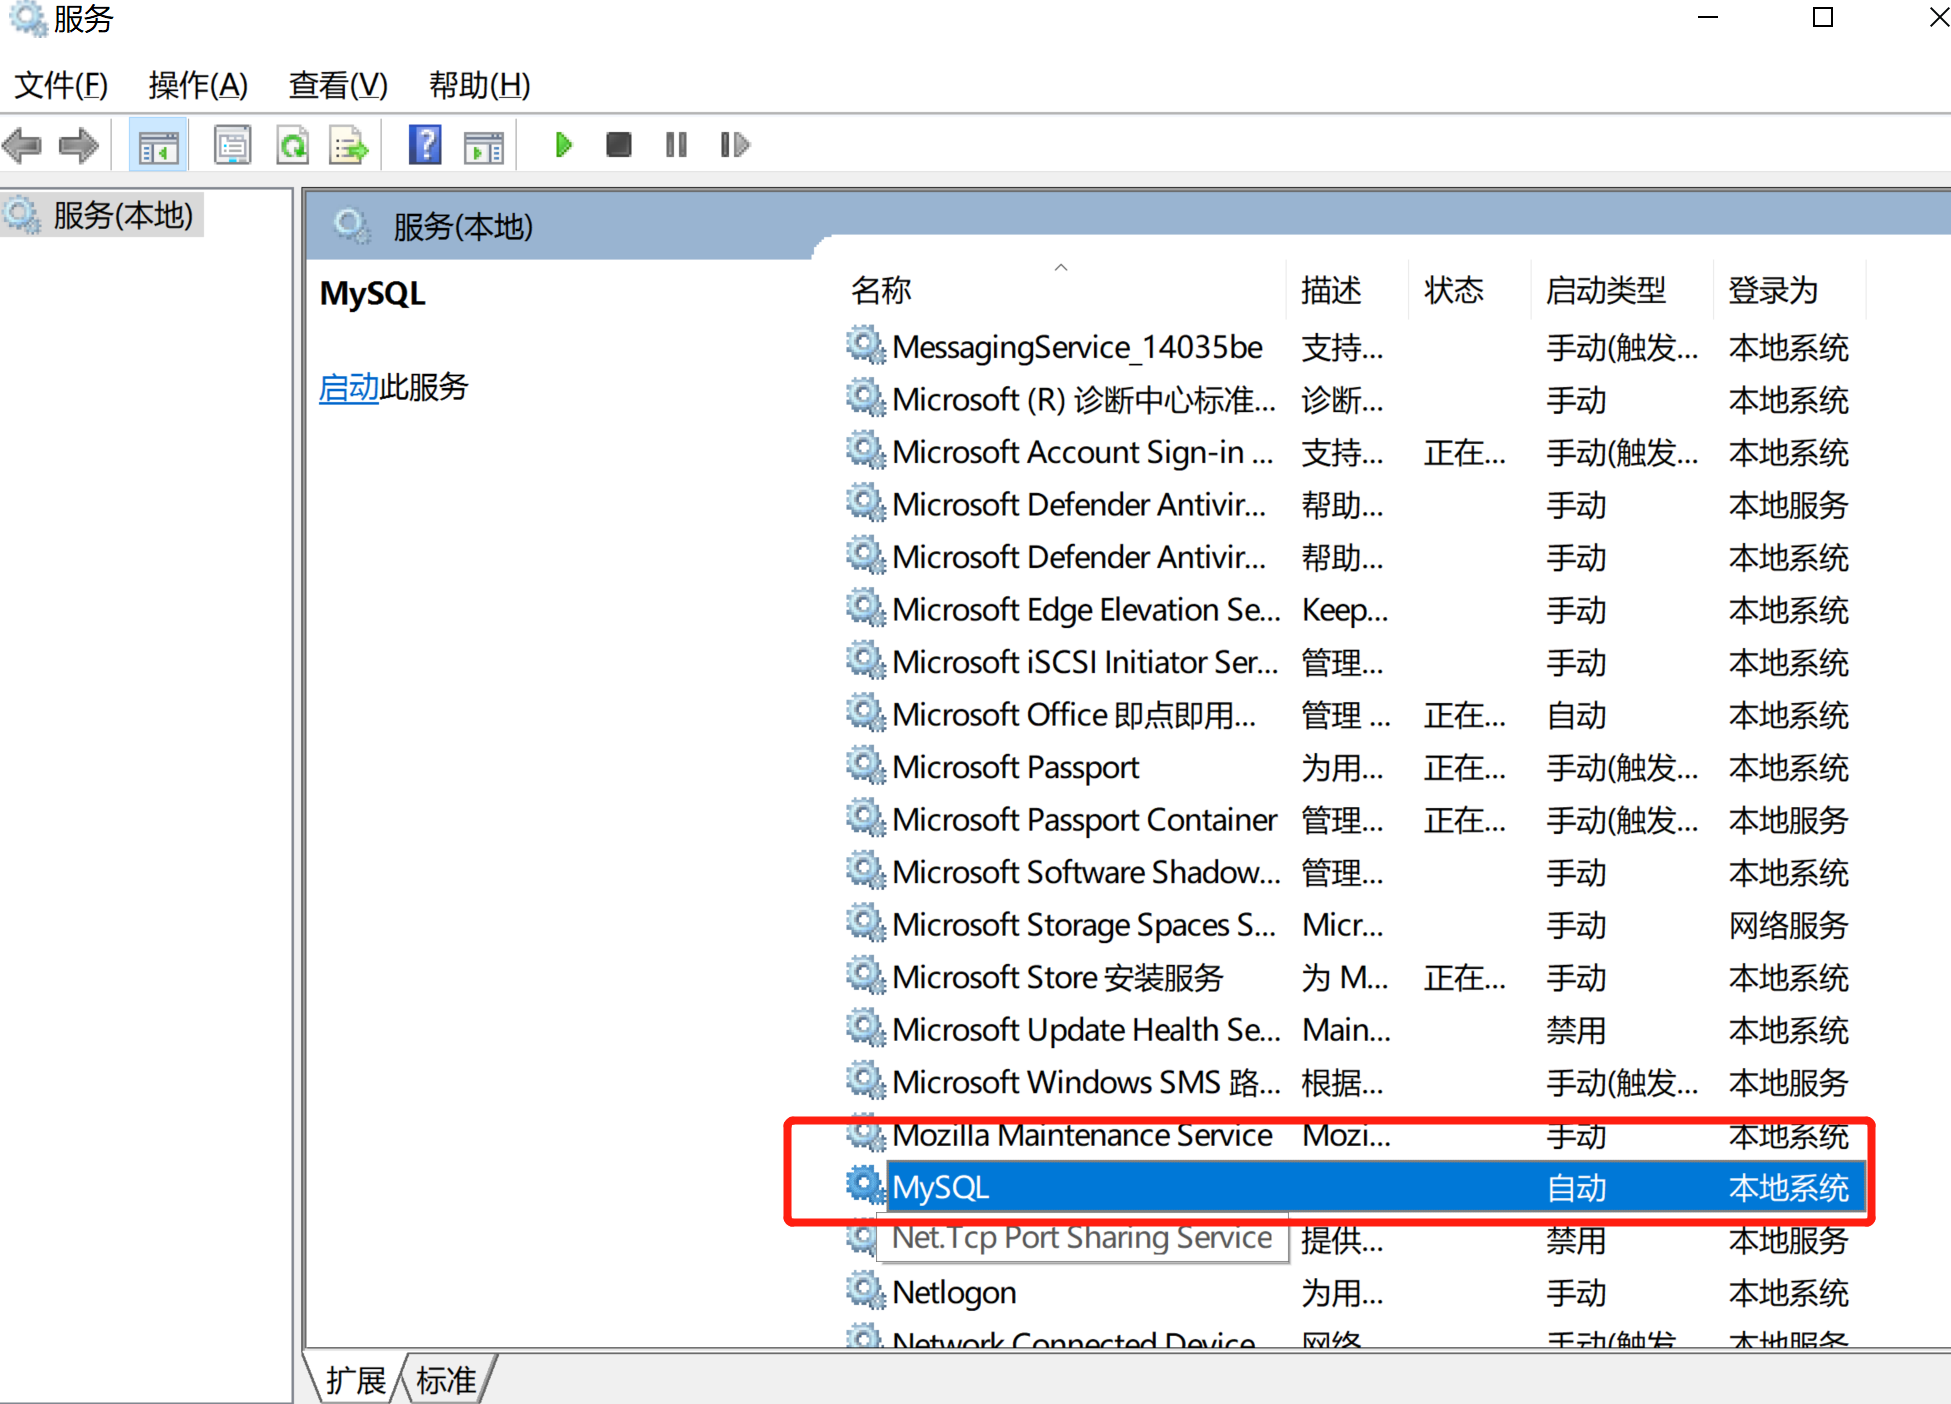 服务
文件(F) 操作(A) 查看(V) 帮助(H)
服务(本地)
服务(本地)
MySQL
启动此服务
名称 描述 状态 启动类型 登录为
MessagingService_14035be 支持... 手动(触发... 本地系统
Microsoft (R) 诊断中心标准... 诊断... 手动 本地系统
Microsoft Account Sign-in ... 支持... 正在... 手动(触发... 本地系统
Microsoft Defender Antivir... 帮助... 手动 本地服务
Microsoft Defender Antivir... 帮助... 手动 本地系统
Microsoft Edge Elevation Se... Keep... 手动 本地系统
Microsoft iSCSI Initiator Ser... 管理... 手动 本地系统
Microsoft Office 即点即用... 管理 ... 正在... 自动 本地系统
Microsoft Passport 为用... 正在... 手动(触发... 本地系统
Microsoft Passport Container 管理... 正在... 手动(触发... 本地服务
Microsoft Software Shadow... 管理... 手动 本地系统
Microsoft Storage Spaces S... Micr... 手动 网络服务
Microsoft Store 安装服务 为 M... 正在... 手动 本地系统
Microsoft Update Health Se... Main... 禁用 本地系统
Microsoft Windows SMS 路... 根据... 手动(触发... 本地服务
Mozilla Maintenance Service Mozi... 手动 本地系统
MySQL 自动 本地系统
Net.Tcp Port Sharing Service 提供... 禁用 本地服务
Netlogon 为用... 手动 本地系统
Network Connected Device 网络 手动(触发 本地服务
扩展 标准